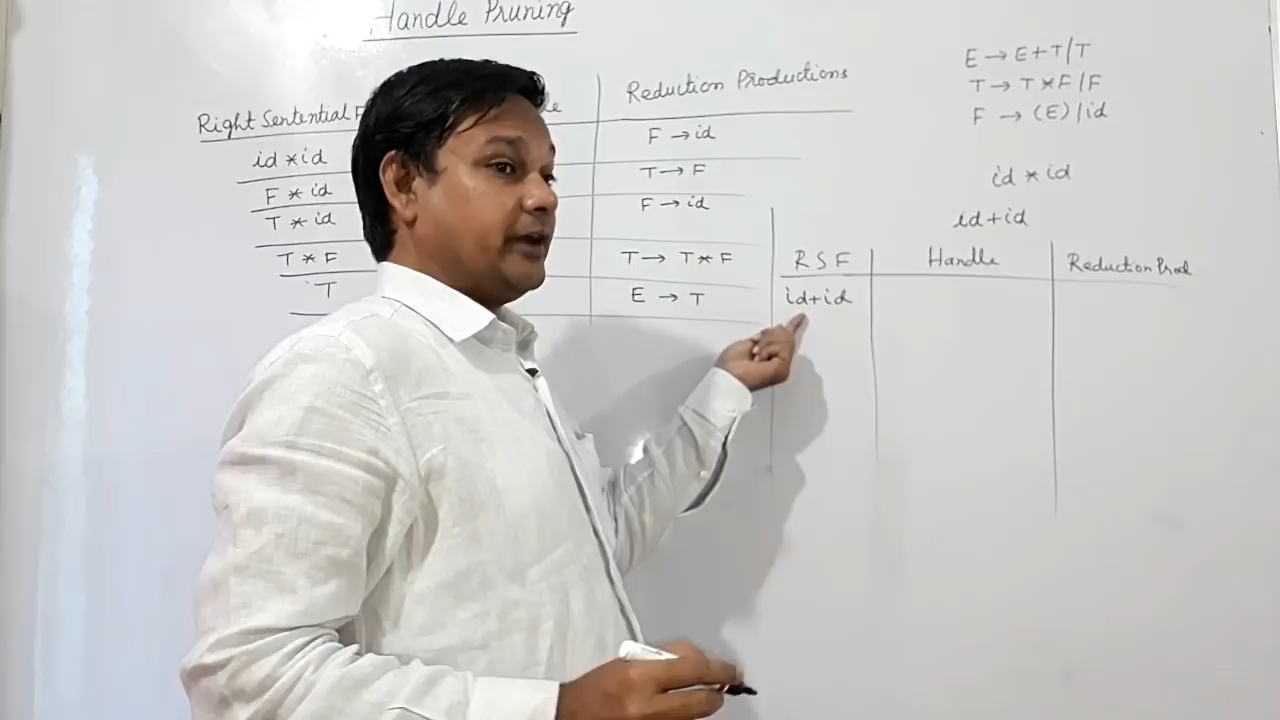 Handle Pruning
Right Sentential Reduction Productions
id * id F → id
F * id T → F
T * id F → id
T * F T → T * F
T E → T
E → E + T / T
T → T * F / F
F → (E) / id
id * id
id + id
R S F Handle Reduction Prod
id + id